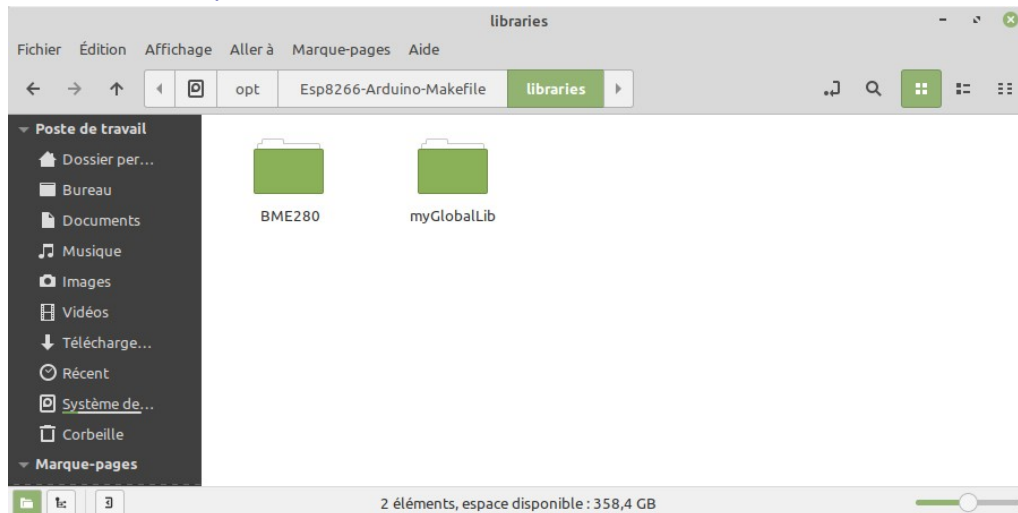 libraries
Fichier Édition Affichage Aller à Marque-pages Aide
opt Esp8266-Arduino-Makefile libraries
Poste de travail
Dossier per...
Bureau
Documents
Musique
Images
Vidéos
Télécharge...
Récent
Système de...
Corbeille
Marque-pages
BME280 myGlobalLib
2 éléments, espace disponible : 358,4 GB